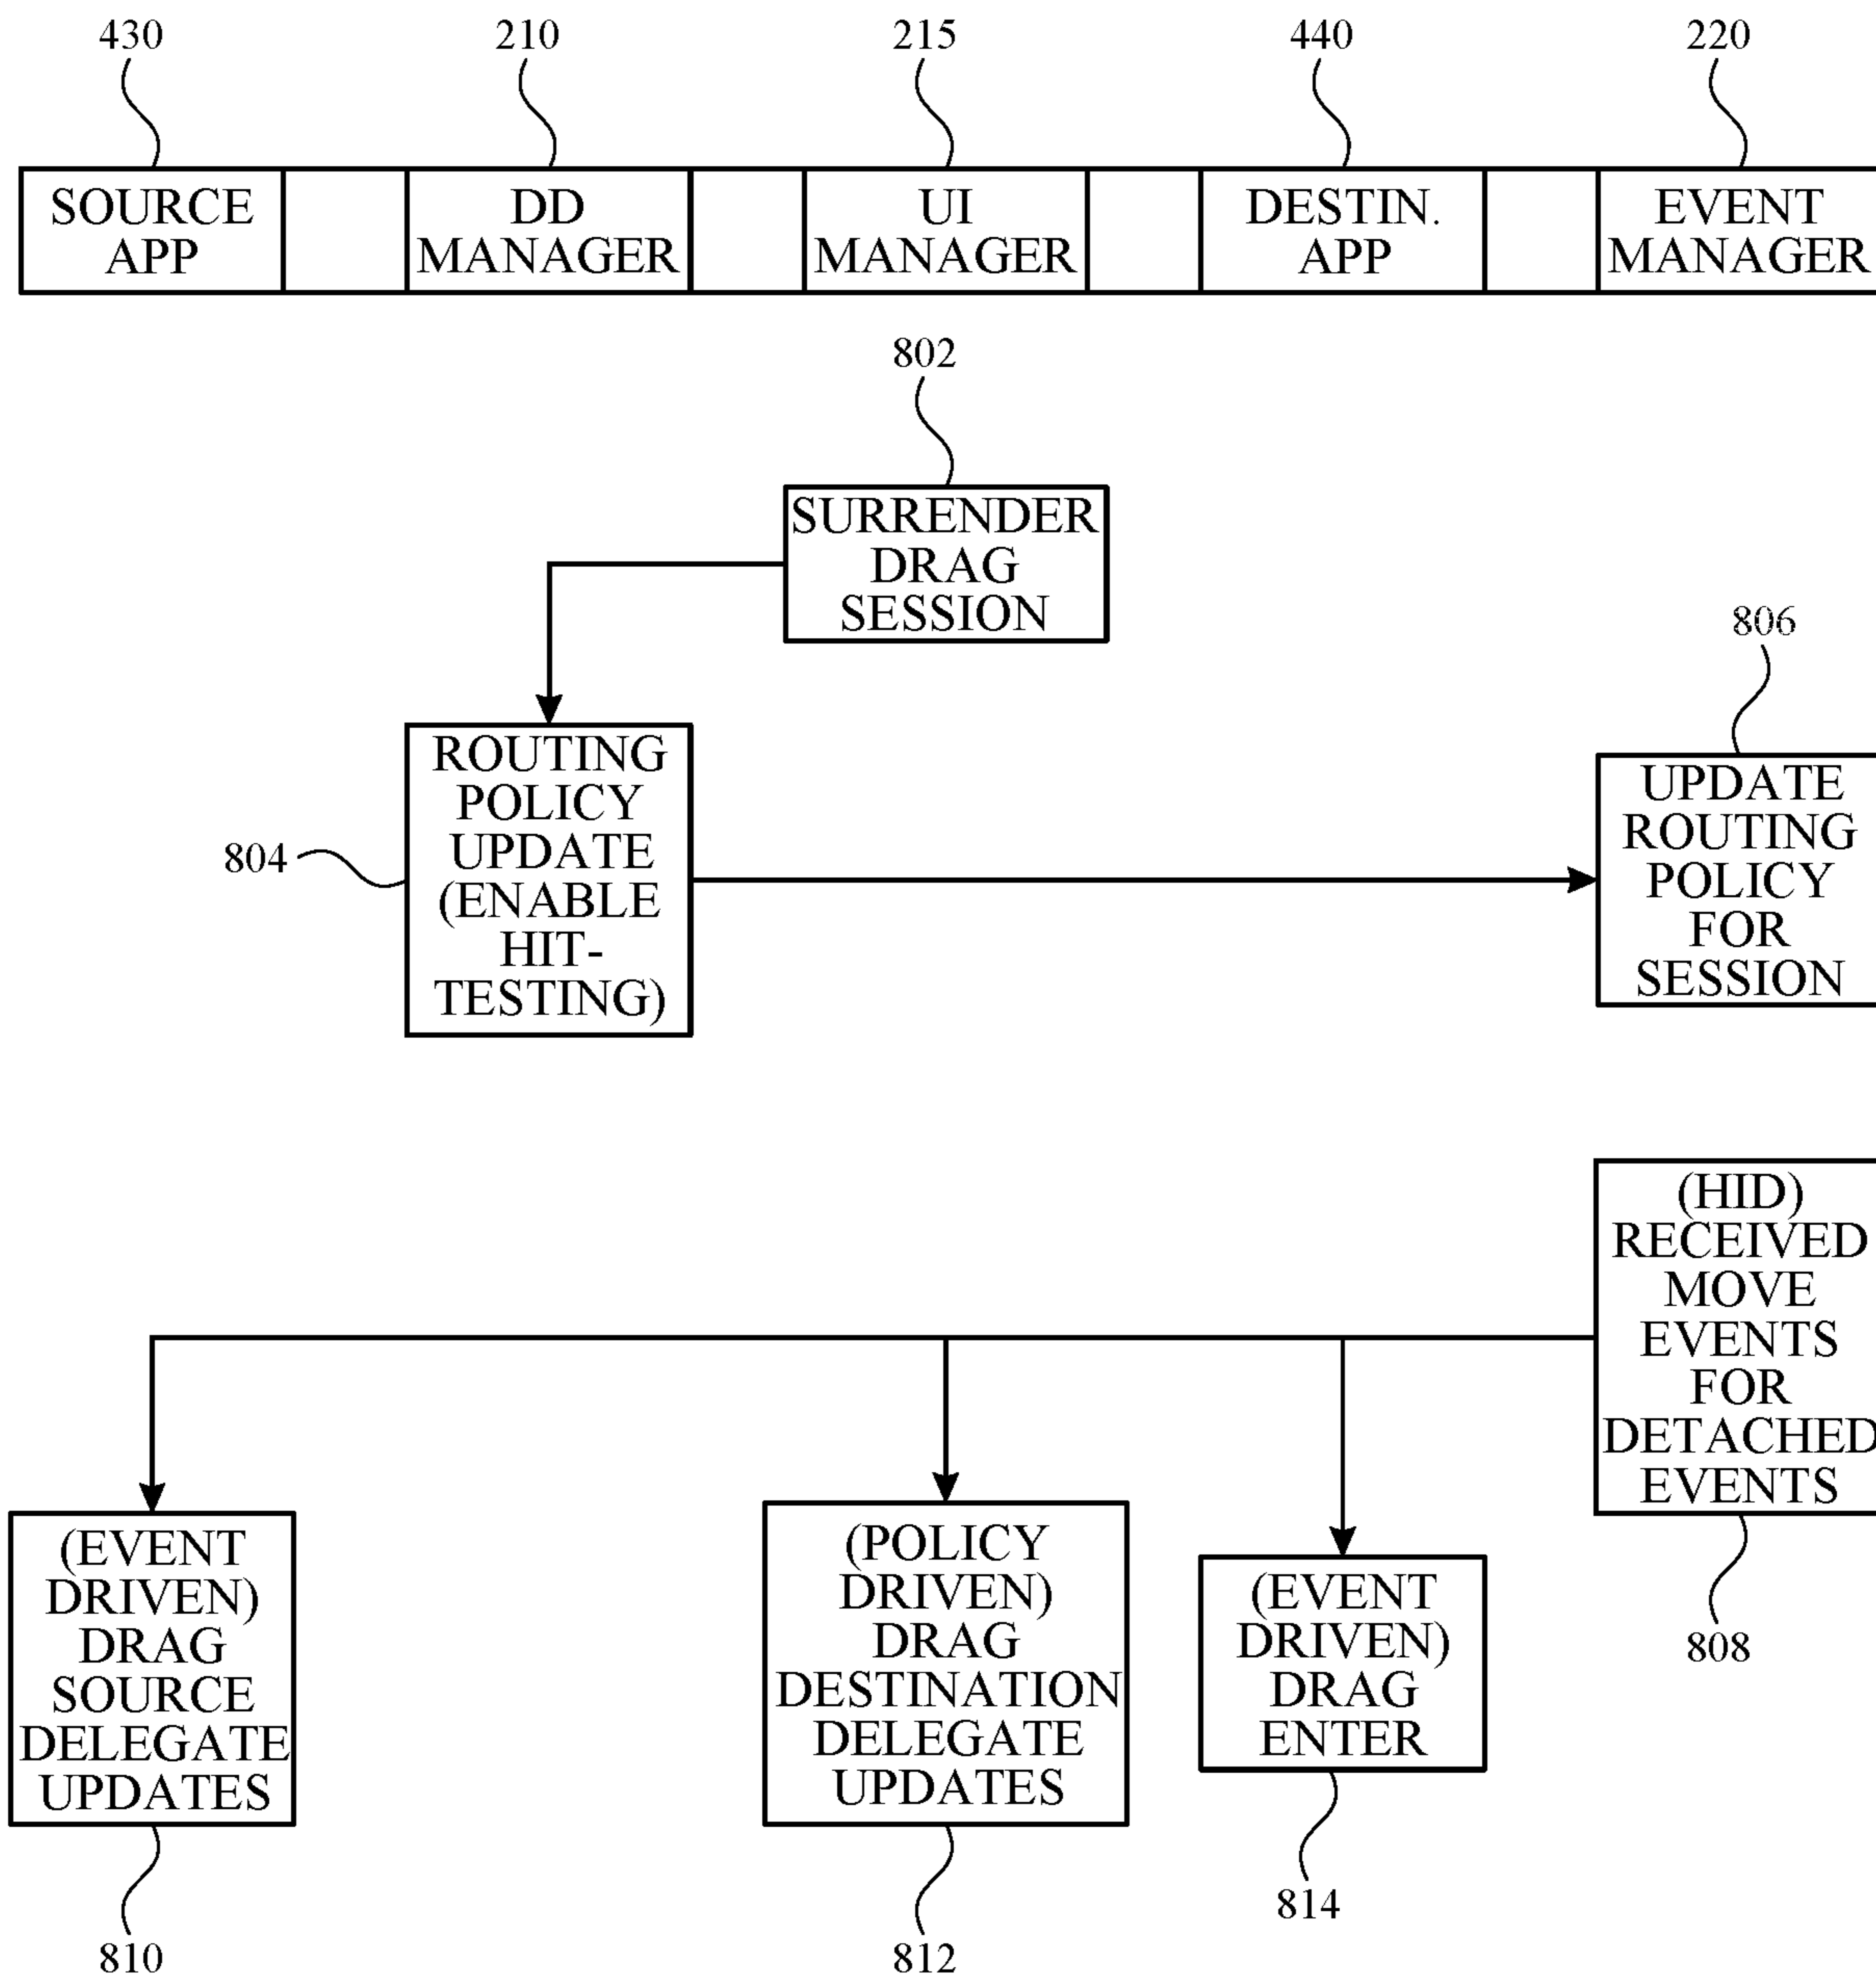 430
210
215
440
220
SOURCE
APP
DD
MANAGER
UI
MANAGER
DESTIN.
APP
EVENT
MANAGER
802
SURRENDER
DRAG
SESSION
806
804
ROUTING
POLICY
UPDATE
(ENABLE
HIT-
TESTING)
UPDATE
ROUTING
POLICY
FOR
SESSION
(HID)
RECEIVED
MOVE
EVENTS
FOR
DETACHED
EVENTS
808
(EVENT
DRIVEN)
DRAG
SOURCE
DELEGATE
UPDATES
810
(POLICY
DRIVEN)
DRAG
DESTINATION
DELEGATE
UPDATES
812
(EVENT
DRIVEN)
DRAG
ENTER
814